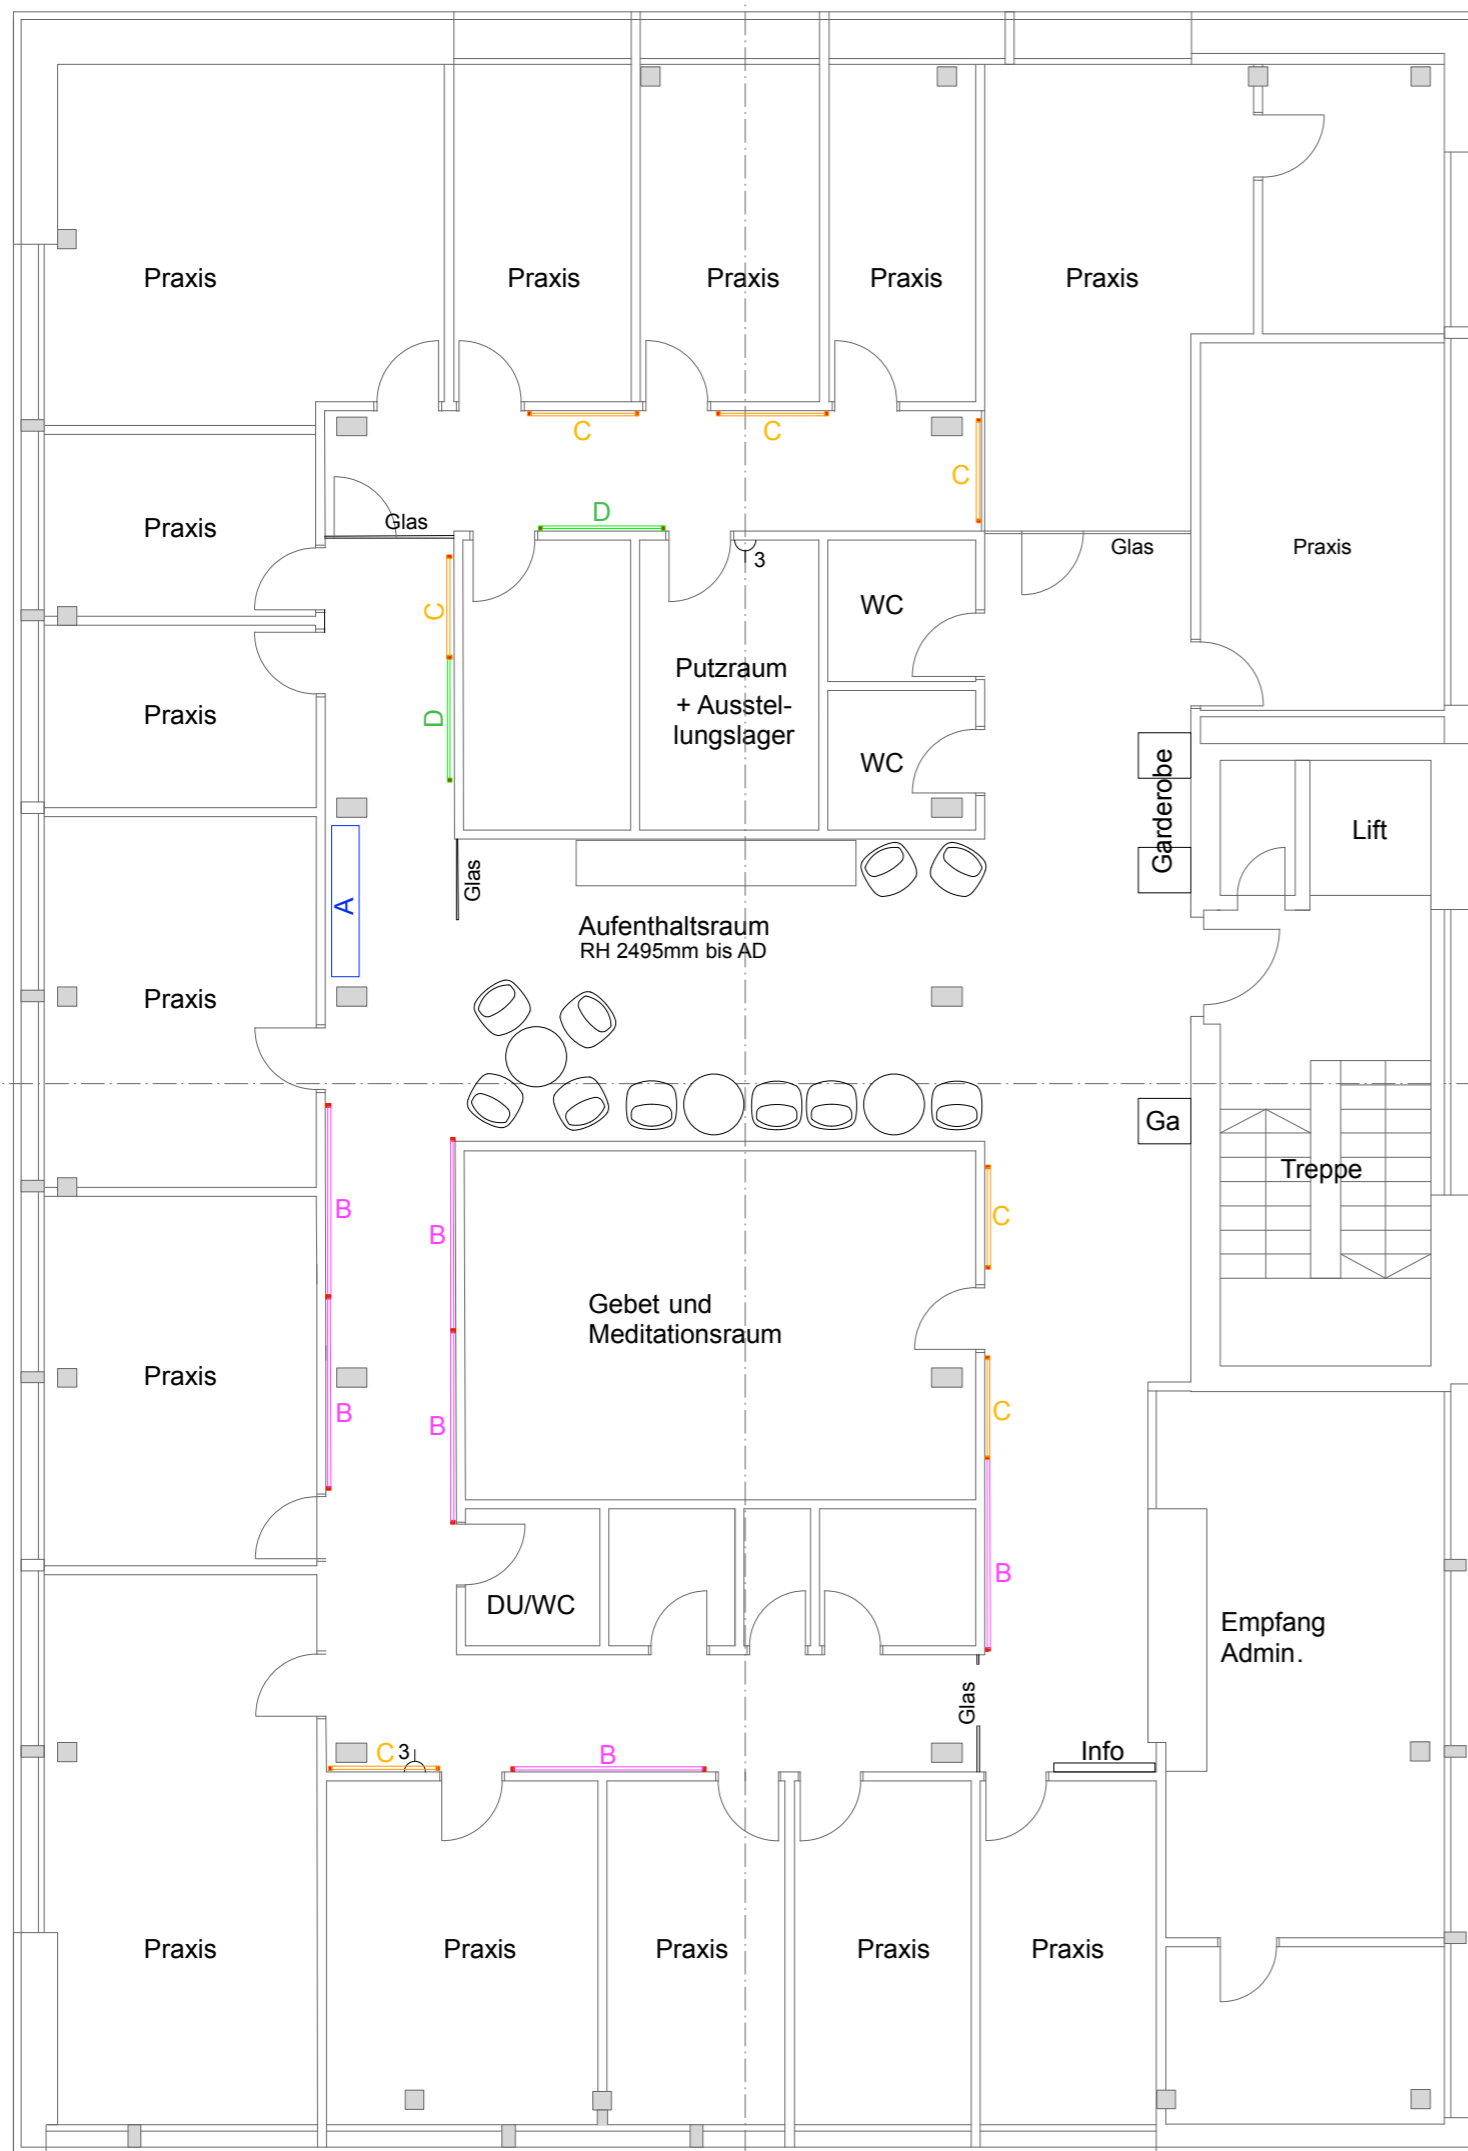 Praxis
Praxis
Praxis
Praxis
Praxis
C
C
C
D
Glas
Praxis
Glas
Praxis
3
WC
C
Putzraum
+ Ausstel-
lungslager
Praxis
D
WC
Garderobe
Lift
Glas
A
Aufenthaltsraum
RH 2495mm bis AD
Praxis
Ga
Treppe
B
B
C
Gebet und
Meditationsraum
Praxis
B
B
C
B
DU/WC
Empfang
Admin.
Glas
C
3
B
Info
Praxis
Praxis
Praxis
Praxis
Praxis